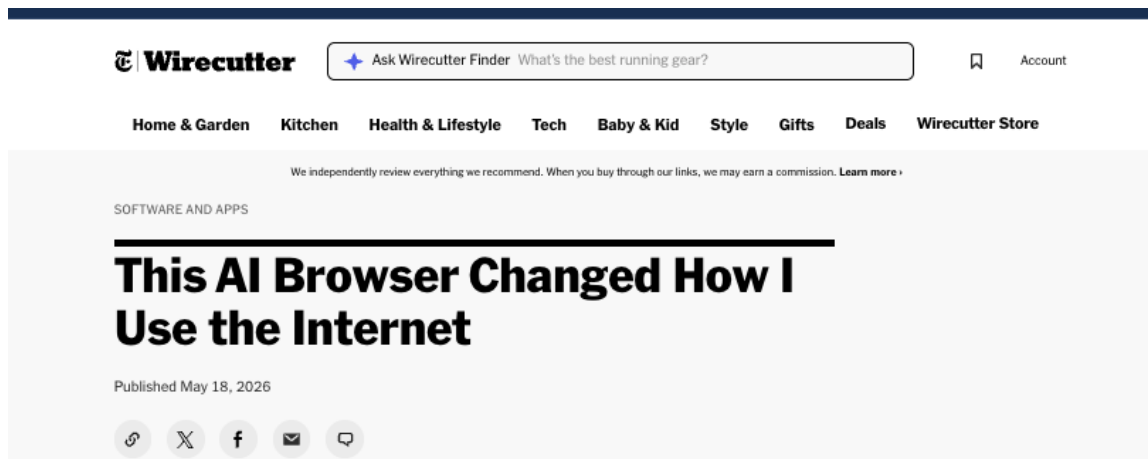 Wirecutter
Ask Wirecutter Finder What's the best running gear?
Account
Home & Garden Kitchen Health & Lifestyle Tech Baby & Kid Style Gifts Deals Wirecutter Store
We independently review everything we recommend. When you buy through our links, we may earn a commission. Learn more ›
SOFTWARE AND APPS
This AI Browser Changed How I
Use the Internet
Published May 18, 2026